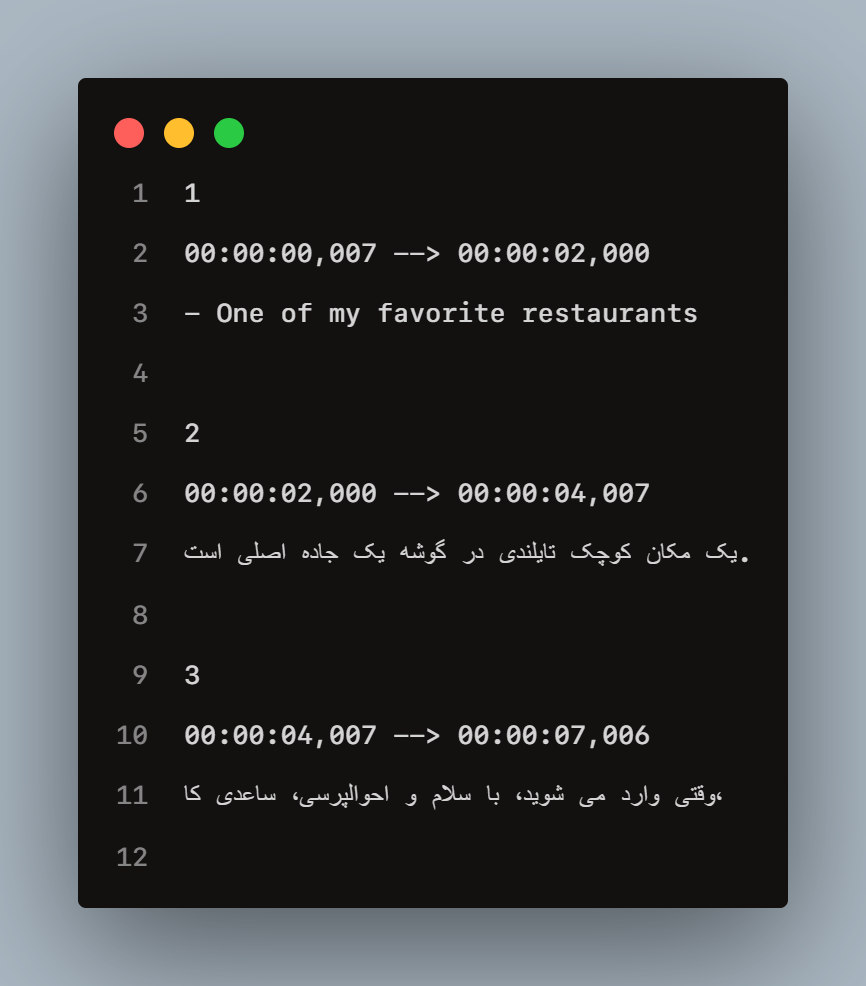 1 1
2 00:00:00,007 --> 00:00:02,000
3 - One of my favorite restaurants
4
5 2
6 00:00:02,000 --> 00:00:04,007
7 یک مکان کوچک تایلندی در گوشه یک جاده اصلی است.
8
9 3
10 00:00:04,007 --> 00:00:07,006
11 وقتی وارد می شوید، با سلام و احوالپرسی، ساعدی کا،
12